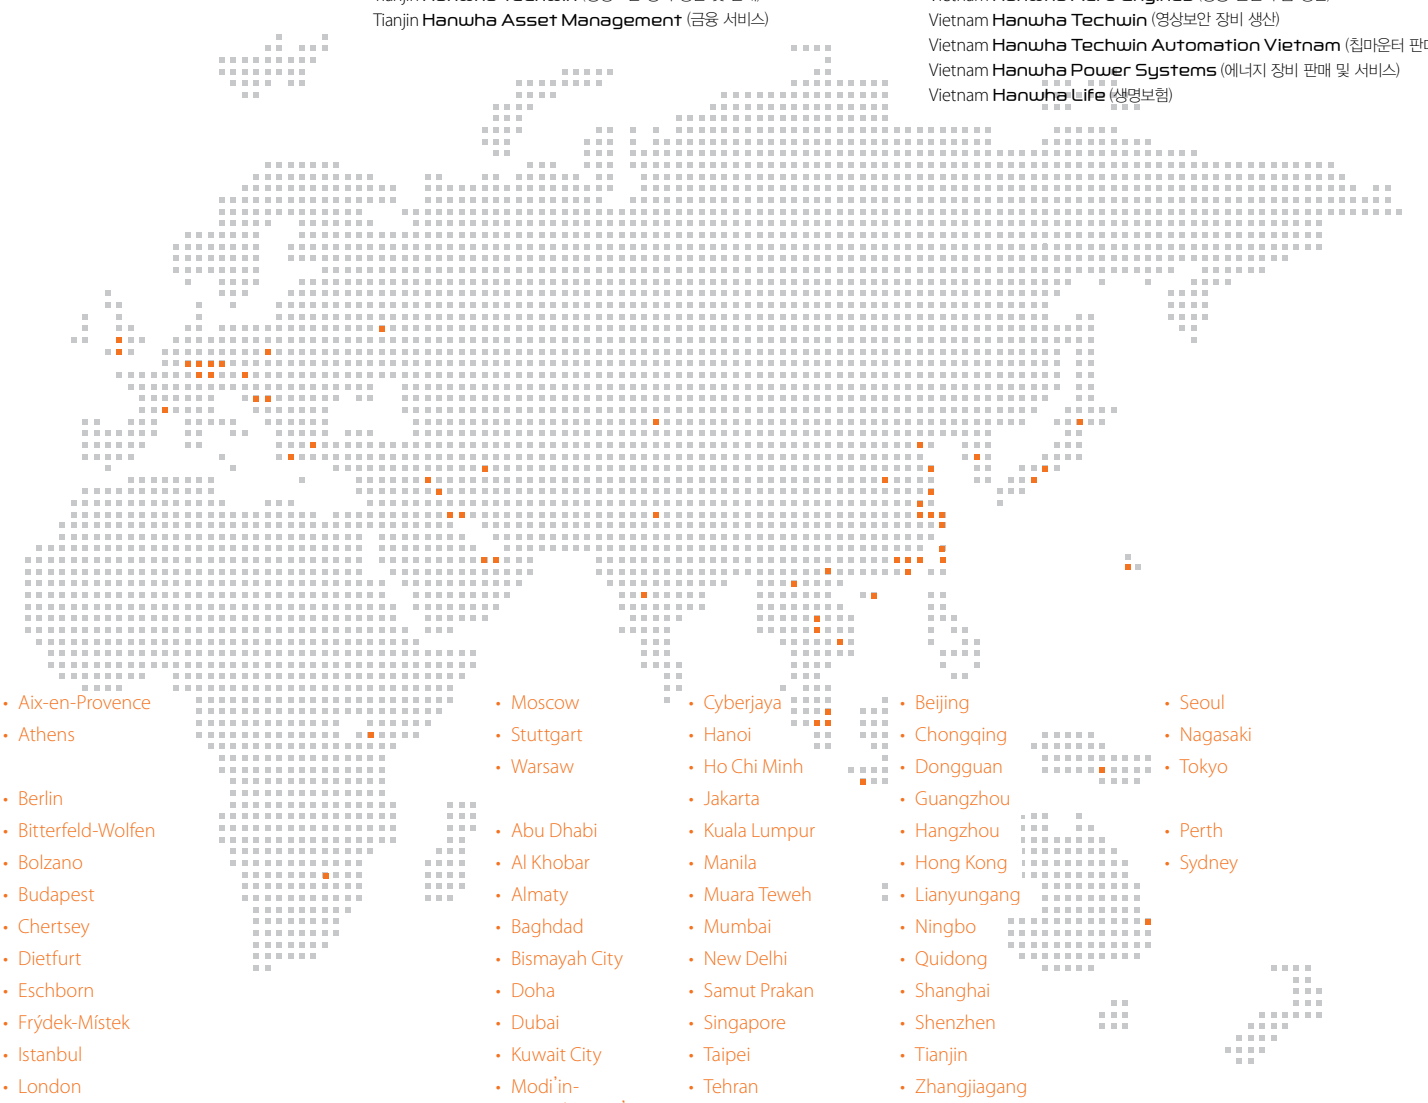 Tianjin Hanwha Asset Management (금융 서비스)
Vietnam Hanwha Techwin (영상보안 장비 생산)
Vietnam Hanwha Techwin Automation Vietnam (칩마운터 판매
Vietnam Hanwha Power Systems (에너지 장비 판매 및 서비스)
Vietnam Hanwha Life (생명보험)
• Aix-en-Provence
• Athens
• Berlin
• Bitterfeld-Wolfen
• Bolzano
• Budapest
• Chertsey
• Dietfurt
• Eschborn
• Frýdek-Místek
• Istanbul
• London
• Moscow
• Stuttgart
• Warsaw
• Abu Dhabi
• Al Khobar
• Almaty
• Baghdad
• Bismayah City
• Doha
• Dubai
• Kuwait City
• Modi’in-
• Cyberjaya
• Hanoi
• Ho Chi Minh
• Jakarta
• Kuala Lumpur
• Manila
• Muara Teweh
• Mumbai
• New Delhi
• Samut Prakan
• Singapore
• Taipei
• Tehran
• Beijing
• Chongqing
• Dongguan
• Guangzhou
• Hangzhou
• Hong Kong
• Lianyungang
• Ningbo
• Quidong
• Shanghai
• Shenzhen
• Tianjin
• Zhangjiagang
• Seoul
• Nagasaki
• Tokyo
• Perth
• Sydney